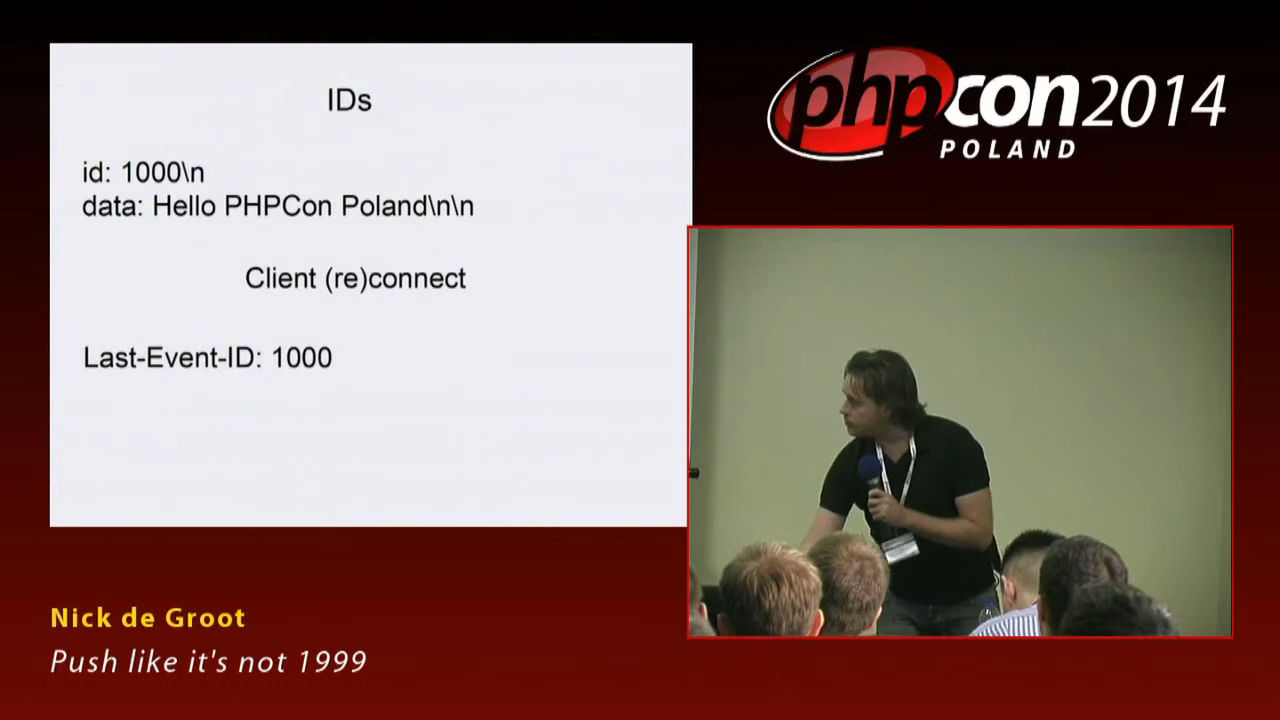 IDs
id: 1000\n
data: Hello PHPCon Poland\n\n
Client (re)connect
Last-Event-ID: 1000
phpcon2014
POLAND
Nick de Groot
Push like it's not 1999